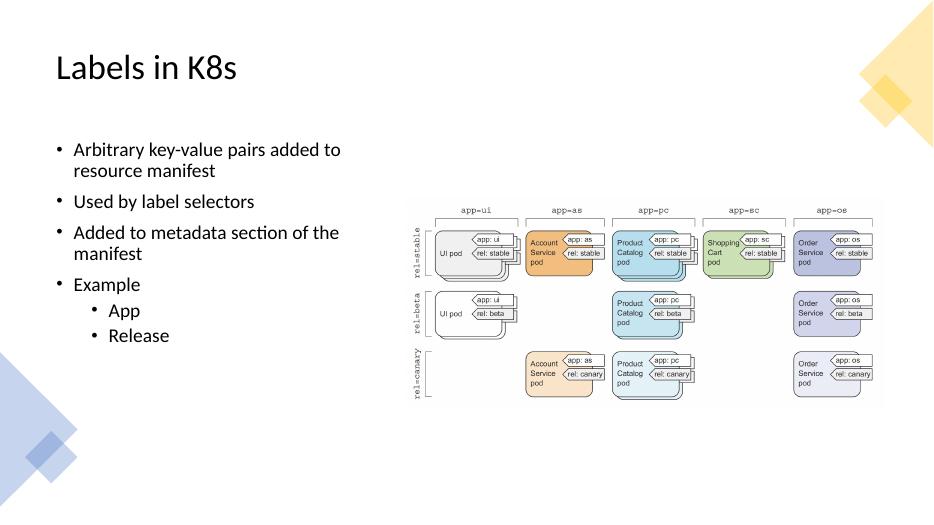 Labels in K8s
• Arbitrary key-value pairs added to
resource manifest
• Used by label selectors
• Added to metadata section of the
manifest
• Example
• App
• Release
app=ui
app=as
app=pc
app=sc
app=os
rel=stable
UI pod
app: ui
rel: stable
Account
Service
pod
app: as
rel: stable
Product
Catalog
pod
app: pc
rel: stable
Shopping
Cart
pod
app: sc
rel: stable
Order
Service
pod
app: os
rel: stable
rel=beta
UI pod
app: ui
rel: beta
Product
Catalog
pod
app: pc
rel: beta
Order
Service
pod
app: os
rel: beta
rel=canary
Account
Service
pod
app: as
rel: canary
Product
Catalog
pod
app: pc
rel: canary
Order
Service
pod
app: os
rel: canary